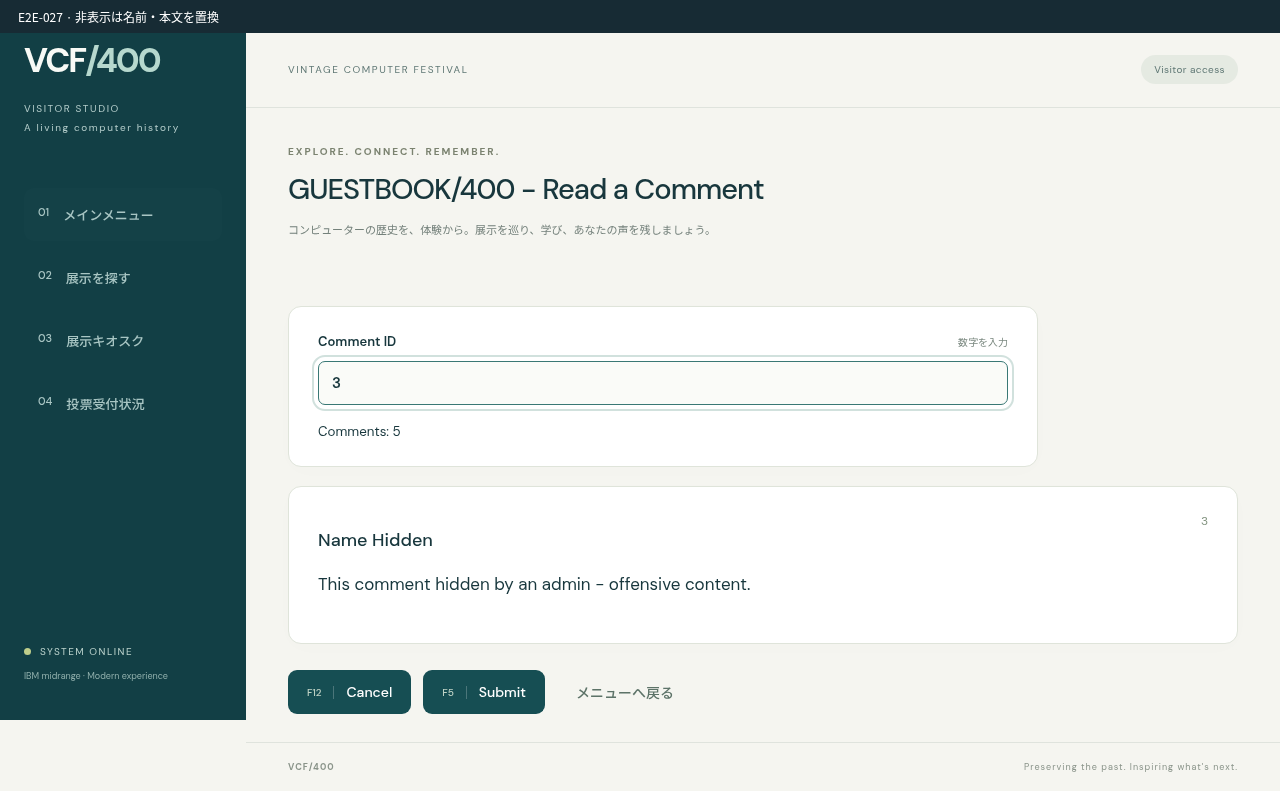 E2E-027 · 非表示は名前・本文を置換
VCF/400
VISITOR STUDIO
A living computer history
01 メインメニュー
02 展示を探す
03 展示キオスク
04 投票受付状況
SYSTEM ONLINE
IBM midrange · Modern experience
VINTAGE COMPUTER FESTIVAL
Visitor access
EXPLORE. CONNECT. REMEMBER.
GUESTBOOK/400 - Read a Comment
コンピューターの歴史を、体験から。展示を巡り、学び、あなたの声を残しましょう。
Comment ID
数字を入力
3
Comments: 5
3
Name Hidden
This comment hidden by an admin - offensive content.
F12 Cancel
F5 Submit
メニューへ戻る
VCF/400
Preserving the past. Inspiring what's next.